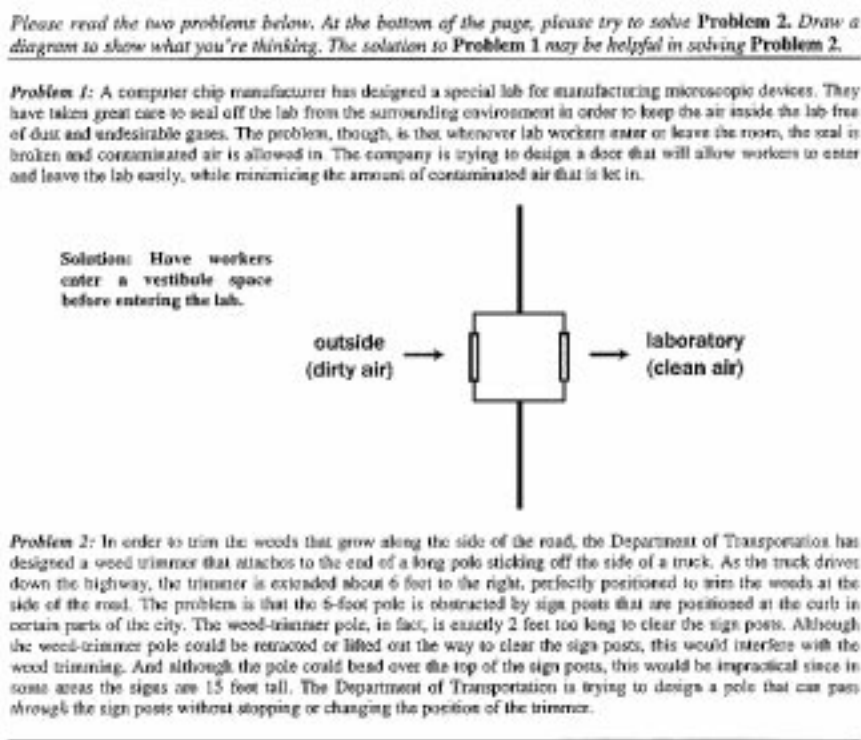 Please read the two problems below. At the bottom of the page, please try to solve Problem 2. Draw a
diagram to show what you're thinking. The solution to Problem 1 may be helpful in solving Problem 2.
Problem 1: A computer chip manufacturer has designed a special lab for manufacturing microscopic devices. They
have taken great care to seal off the lab from the surrounding environment in order to keep the air inside the lab free
of dust and undesirable gases. The problem, though, is that whenever lab workers enter or leave the room, the seal is
broken and contaminated air is allowed in. The company is trying to design a door that will allow workers to enter
and leave the lab easily, while minimizing the amount of contaminated air that is let in.
Solution: Have workers
enter a vestibule space
before entering the lab.
outside
(dirty air)
laboratory
(clean air)
Problem 2: In order to trim the weeds that grow along the side of the road, the Department of Transportation has
designed a weed trimmer that attaches to the end of a long pole sticking off the side of a truck. As the truck drives
down the highway, the trimmer is extended about 6 feet to the right, perfectly positioned to trim the weeds at the
side of the road. The problem is that the 6-foot pole is obstructed by sign posts that are positioned at the curb in
certain parts of the city. The weed-trimmer pole, in fact, is exactly 2 feet too long to clear the sign posts. Although
the weed-trimmer pole could be retracted or lifted out the way to clear the sign posts, this would interfere with the
weed trimming. And although the pole could bend over the top of the sign posts, this would be impractical since in
some areas the signs are 15 feet tall. The Department of Transportation is trying to design a pole that can pass
through the sign posts without stopping or changing the position of the trimmer.